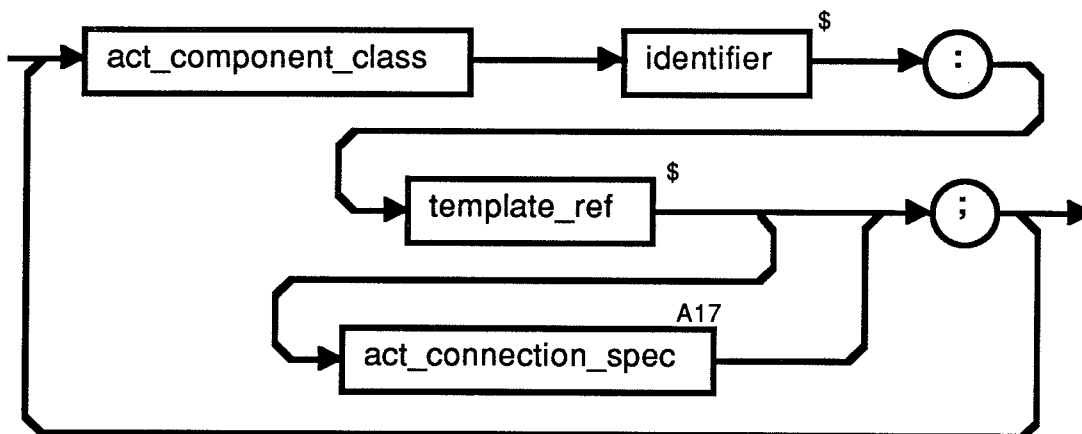 $
act_component_class identifier :
$
template_ref ;
A17
act_connection_spec